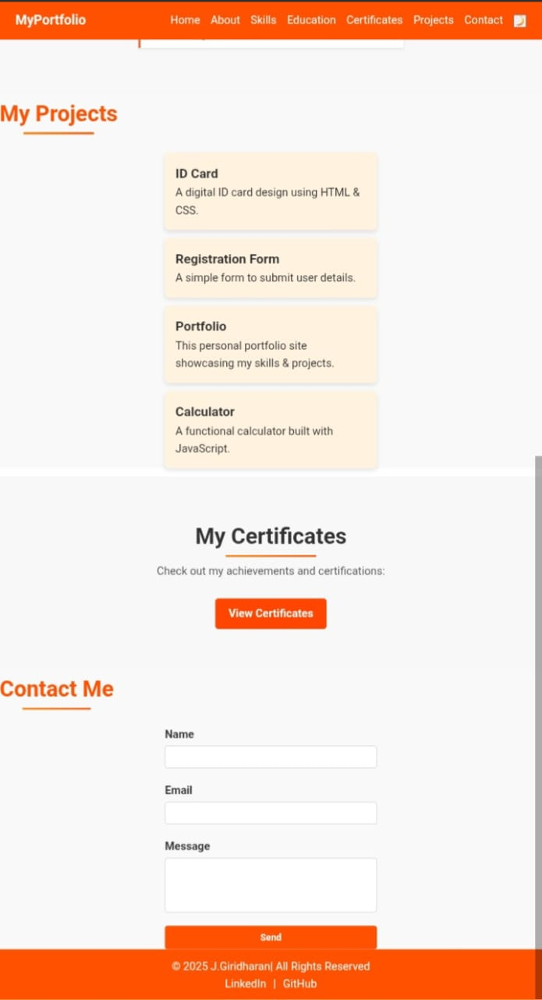 MyPortfolio Home About Skills Education Certificates Projects Contact
My Projects
ID Card
A digital ID card design using HTML &
CSS.
Registration Form
A simple form to submit user details.
Portfolio
This personal portfolio site
showcasing my skills & projects.
Calculator
A functional calculator built with
JavaScript.
My Certificates
Check out my achievements and certifications:
View Certificates
Contact Me
Name
Email
Message
Send
© 2025 J.Giridharan| All Rights Reserved
LinkedIn | GitHub